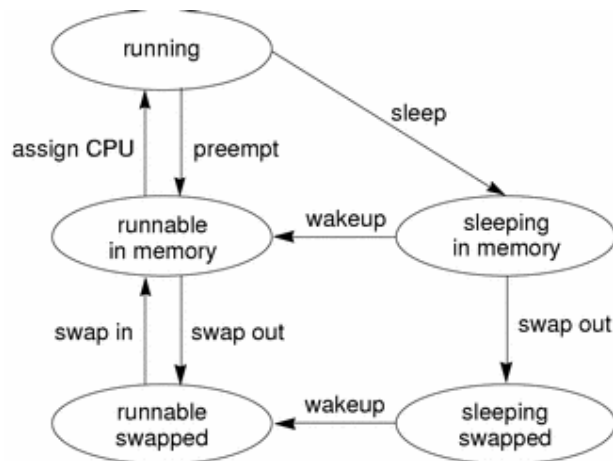 running
sleep
assign CPU
preempt
runnable
in memory
wakeup
sleeping
in memory
swap in
swap out
swap out
runnable
swapped
wakeup
sleeping
swapped